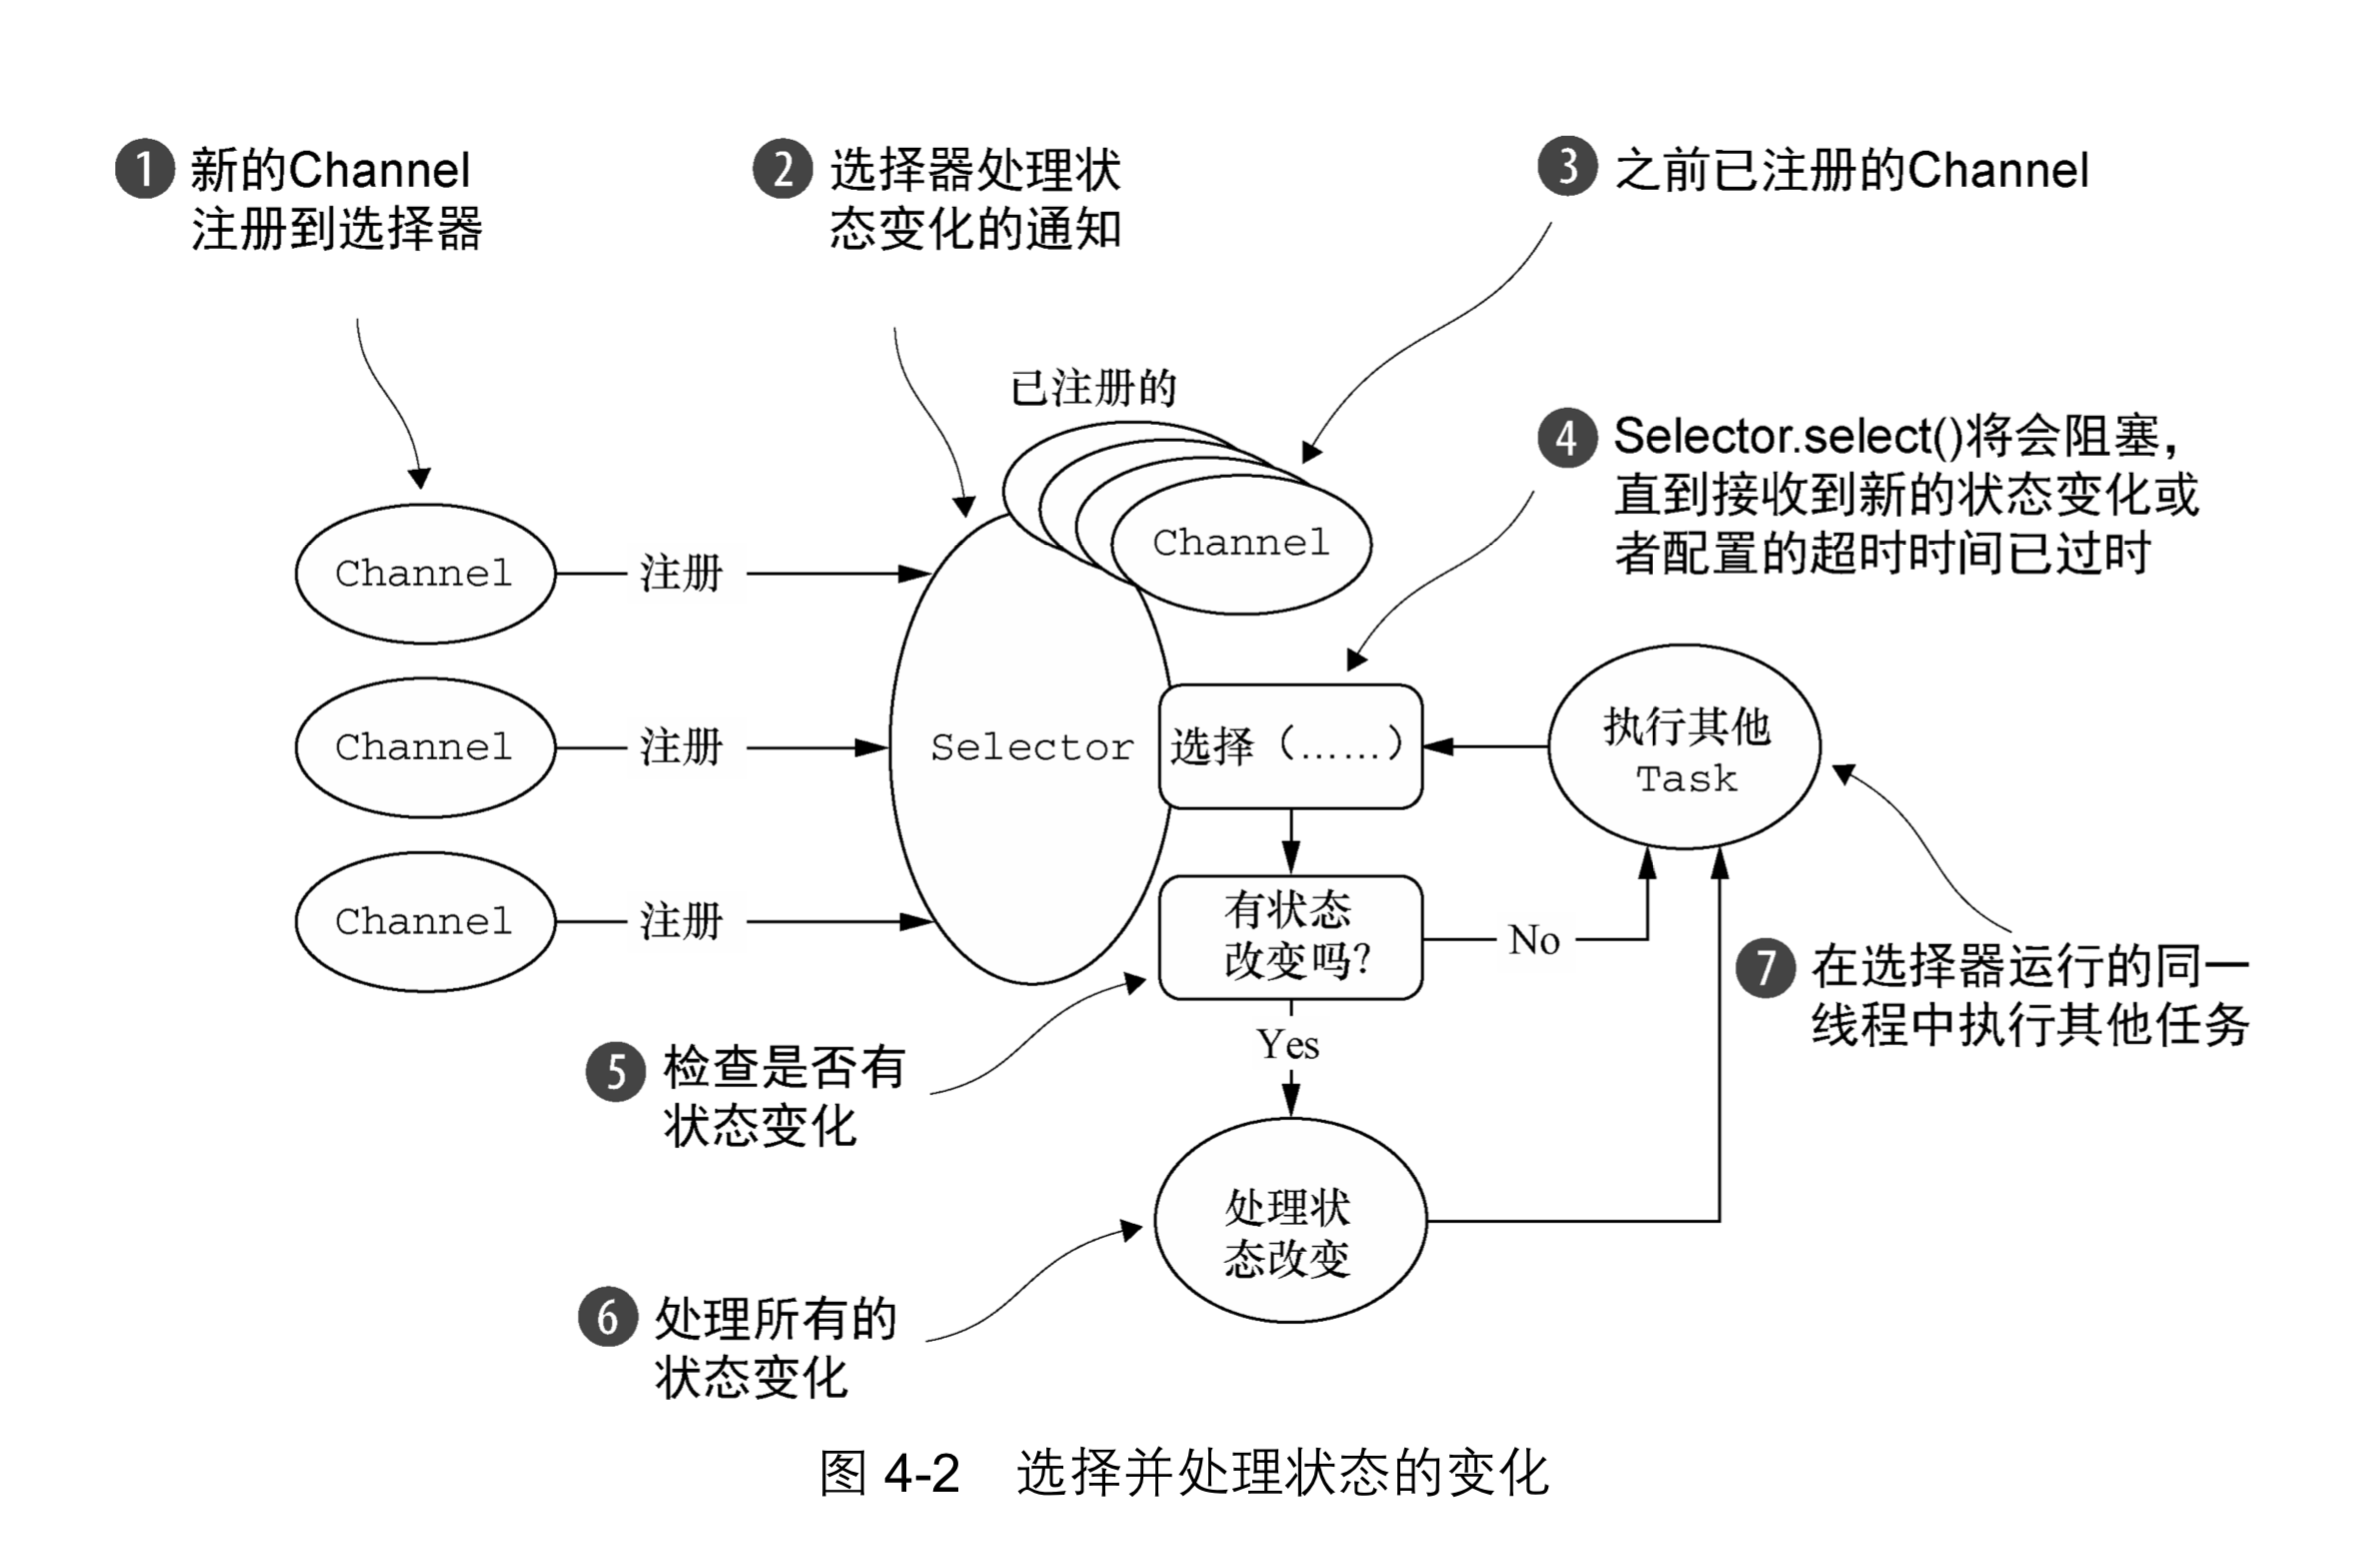 1 新的Channel
注册到选择器
2 选择器处理状
态变化的通知
3 之前已注册的Channel
已注册的
4 Selector.select()将会阻塞，
直到接收到新的状态变化或
者配置的超时时间已过时
Channel
Channel
注册
Channel
注册
Selector
选择（……）
执行其他
Task
Channel
注册
有状态
改变吗?
No
7 在选择器运行的同一
线程中执行其他任务
Yes
5 检查是否有
状态变化
处理状
态改变
6 处理所有的
状态变化
图 4-2 选择并处理状态的变化